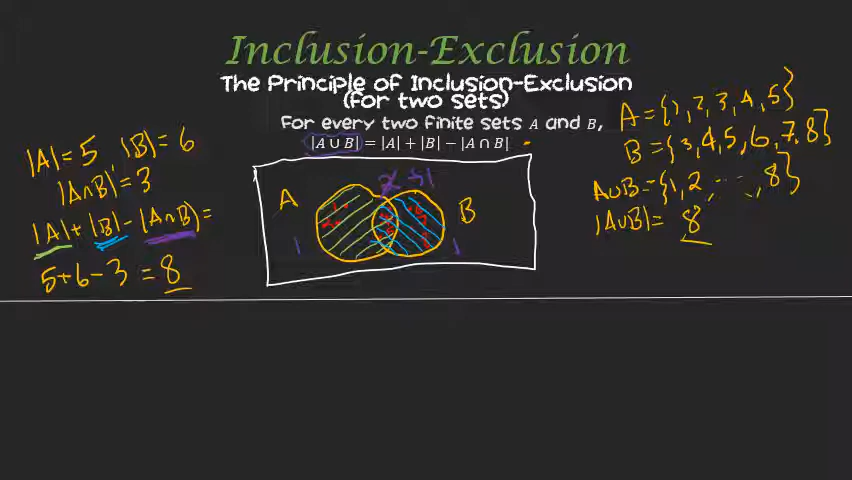 Inclusion-Exclusion
The Principle of Inclusion-Exclusion
(for two sets)
For every two finite sets A and B,
|A ∪ B| = |A| + |B| − |A ∩ B|
|A|=5 |B|=6
|A∩B|=3
|A|+|B|-|A∩B|=
5+6-3=8
A
B
A={1,2,3,4,5}
B={3,4,5,6,7,8}
A∪B={1,2,...,8}
|A∪B|=8